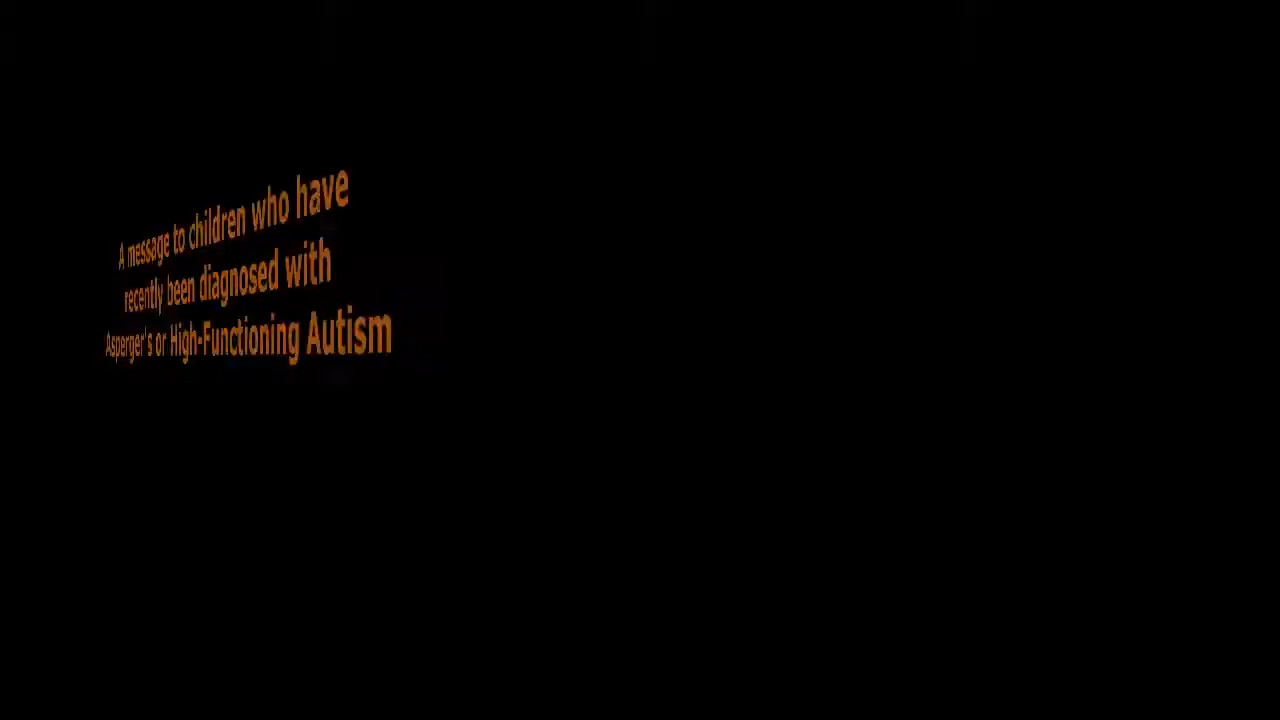 A message to children who have
recently been diagnosed with
Asperger's or High-Functioning Autism